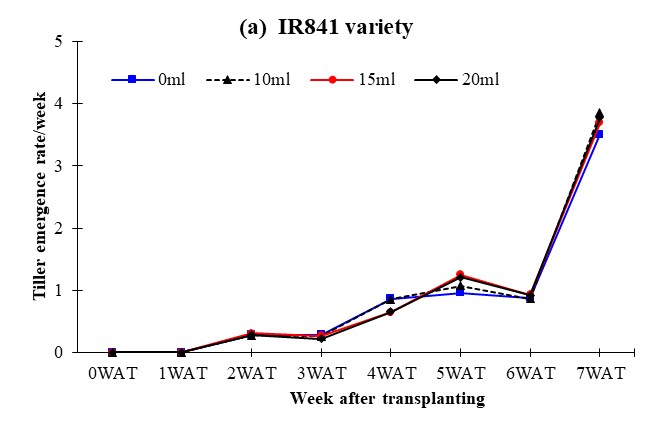 (a) IR841 variety
5
0ml 10ml 15ml 20ml
4
3
2
1
0
Tiller emergence rate/week
0WAT 1WAT 2WAT 3WAT 4WAT 5WAT 6WAT 7WAT
Week after transplanting